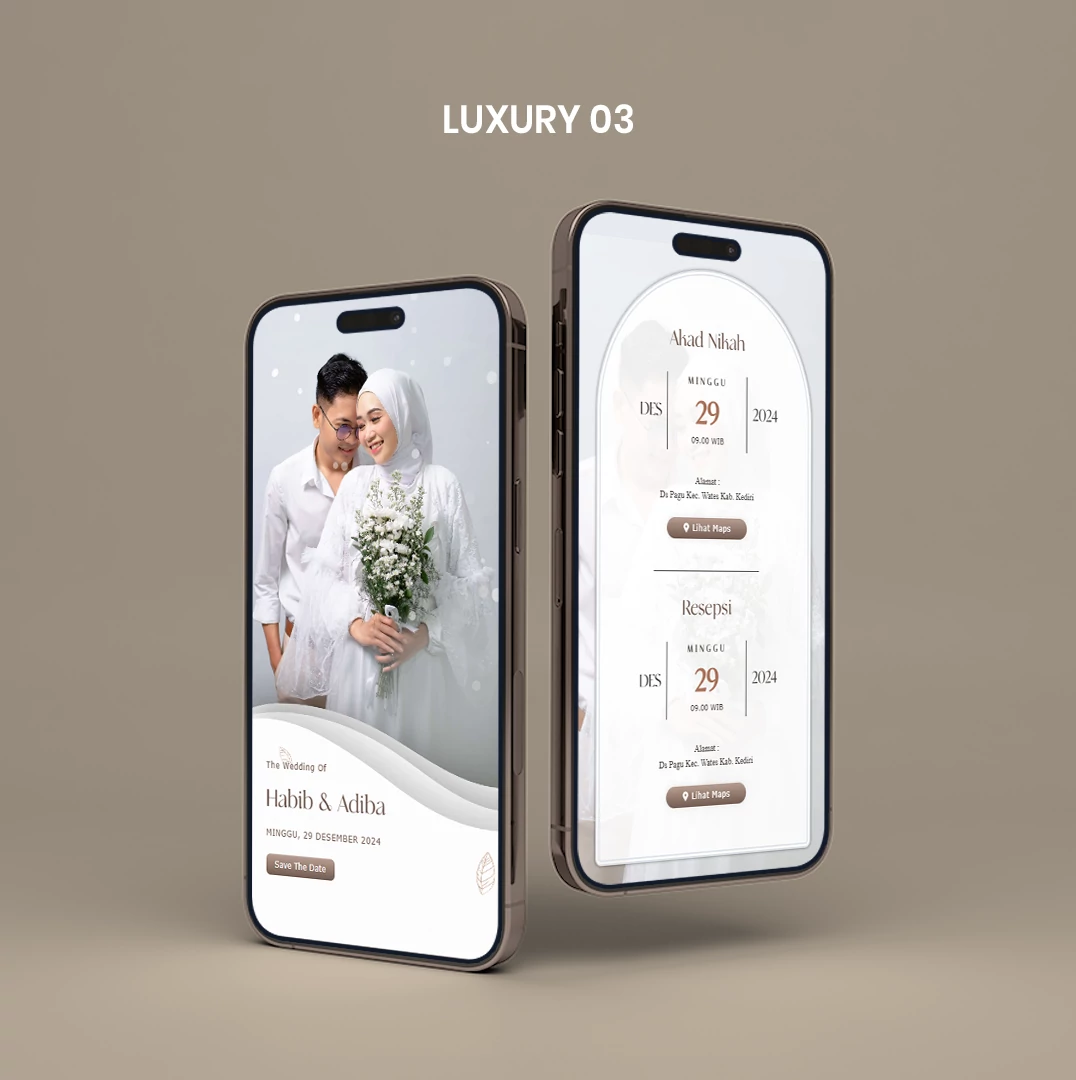 LUXURY 03
The Wedding Of
Habib & Adiba
MINGGU, 29 DESEMBER 2024
Save The Date
Akad Nikah
MINGGU
DES 29 2024
09.00 WIB
Alamat :
Ds Pagu Kec. Wates Kab. Kediri
Lihat Maps
Resepsi
MINGGU
DES 29 2024
09.00 WIB
Alamat :
Ds Pagu Kec. Wates Kab. Kediri
Lihat Maps